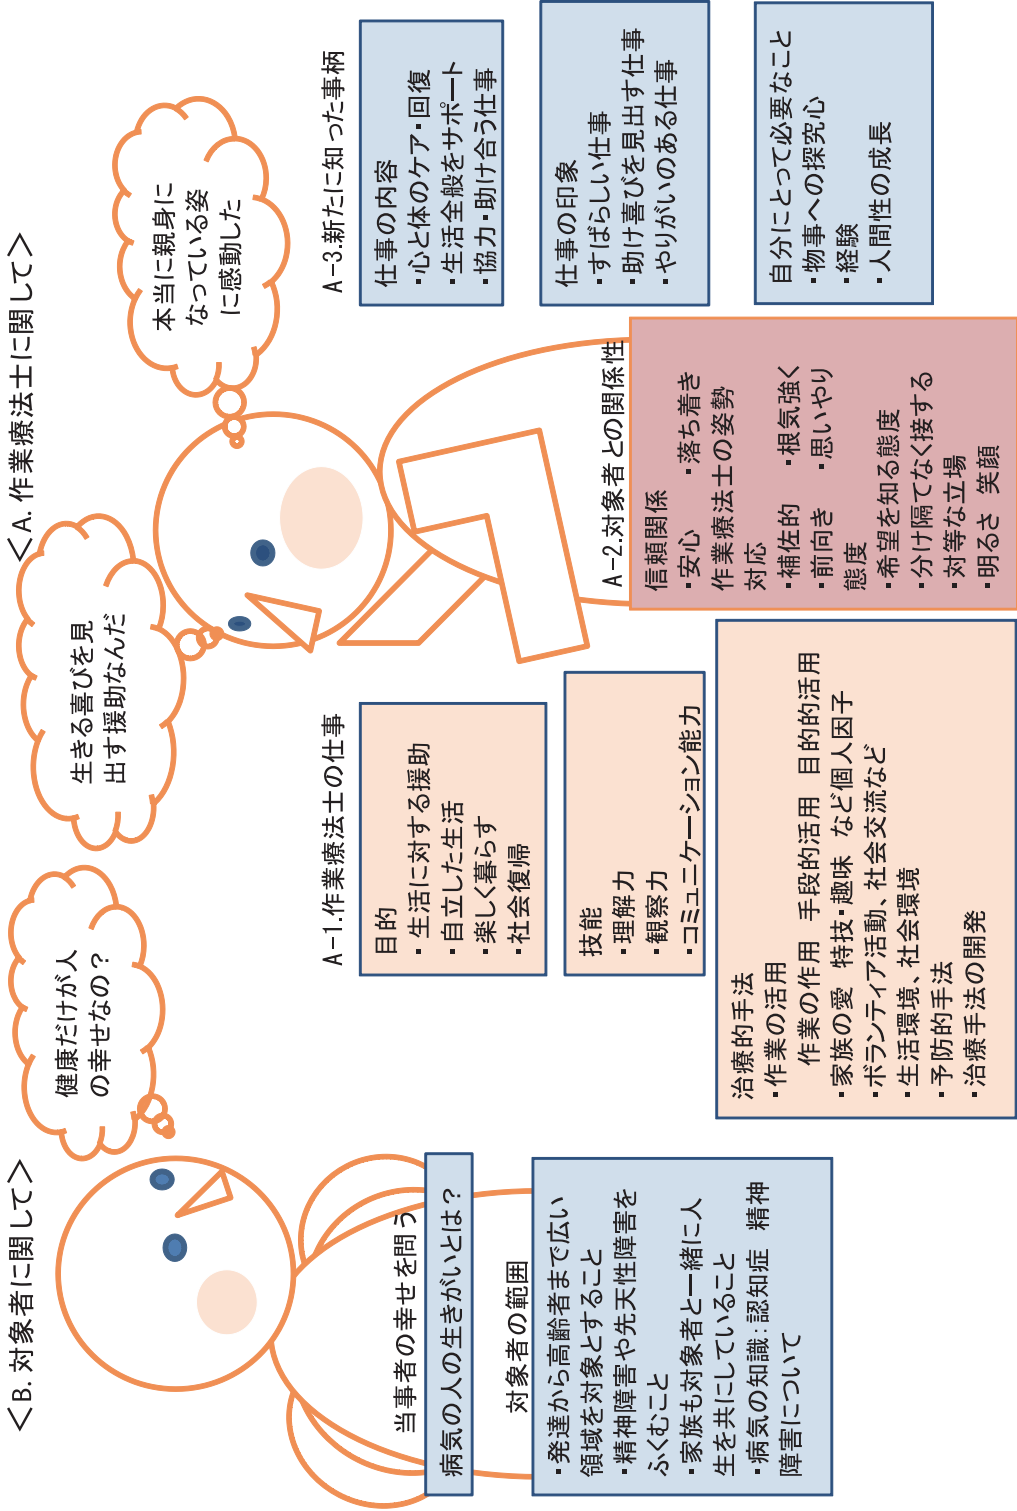 ＜B. 対象者に関して＞
健康だけが人
の幸せなの？
当事者の幸せを問う
病気の人の生きがいとは？
対象者の範囲
・発達から高齢者まで広い
領域を対象とすること
・精神障害や先天性障害を
ふくむこと
・家族も対象者と一緒に人
生を共にしていること
・病気の知識：認知症　精神
障害について
＜A. 作業療法士に関して＞
生きる喜びを見
出す援助なんだ
本当に親身に
なっている姿
に感動した
A-1.作業療法士の仕事
目的
・生活に対する援助
・自立した生活
・楽しく暮らす
・社会復帰
技能
・理解力
・観察力
・コミュニケーション能力
治療的手法
・作業の活用
作業の作用　手段的活用　目的的活用
・家族の愛　特技・趣味　など個人因子
・ボランティア活動、社会交流など
・生活環境、社会環境
・予防的手法
・治療手法の開発
A-2.対象者との関係性
信頼関係
・安心　・落ち着き
作業療法士の姿勢
対応
・補佐的　・根気強く
・前向き　・思いやり
態度
・希望を知る態度
・分け隔てなく接する
対等な立場
・明るさ　笑顔
A-3.新たに知った事柄
仕事の内容
・心と体のケア・回復
・生活全般をサポート
・協力・助け合う仕事
仕事の印象
・すばらしい仕事
・助け喜びを見出す仕事
・やりがいのある仕事
自分にとって必要なこと
・物事への探究心
・経験
・人間性の成長